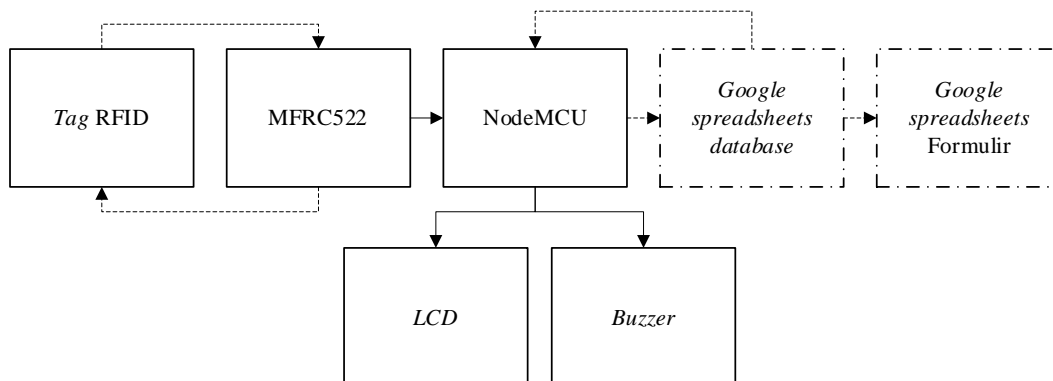 Tag RFID
MFRC522
NodeMCU
Google
spreadsheets
database
Google
spreadsheets
Formulir
LCD
Buzzer